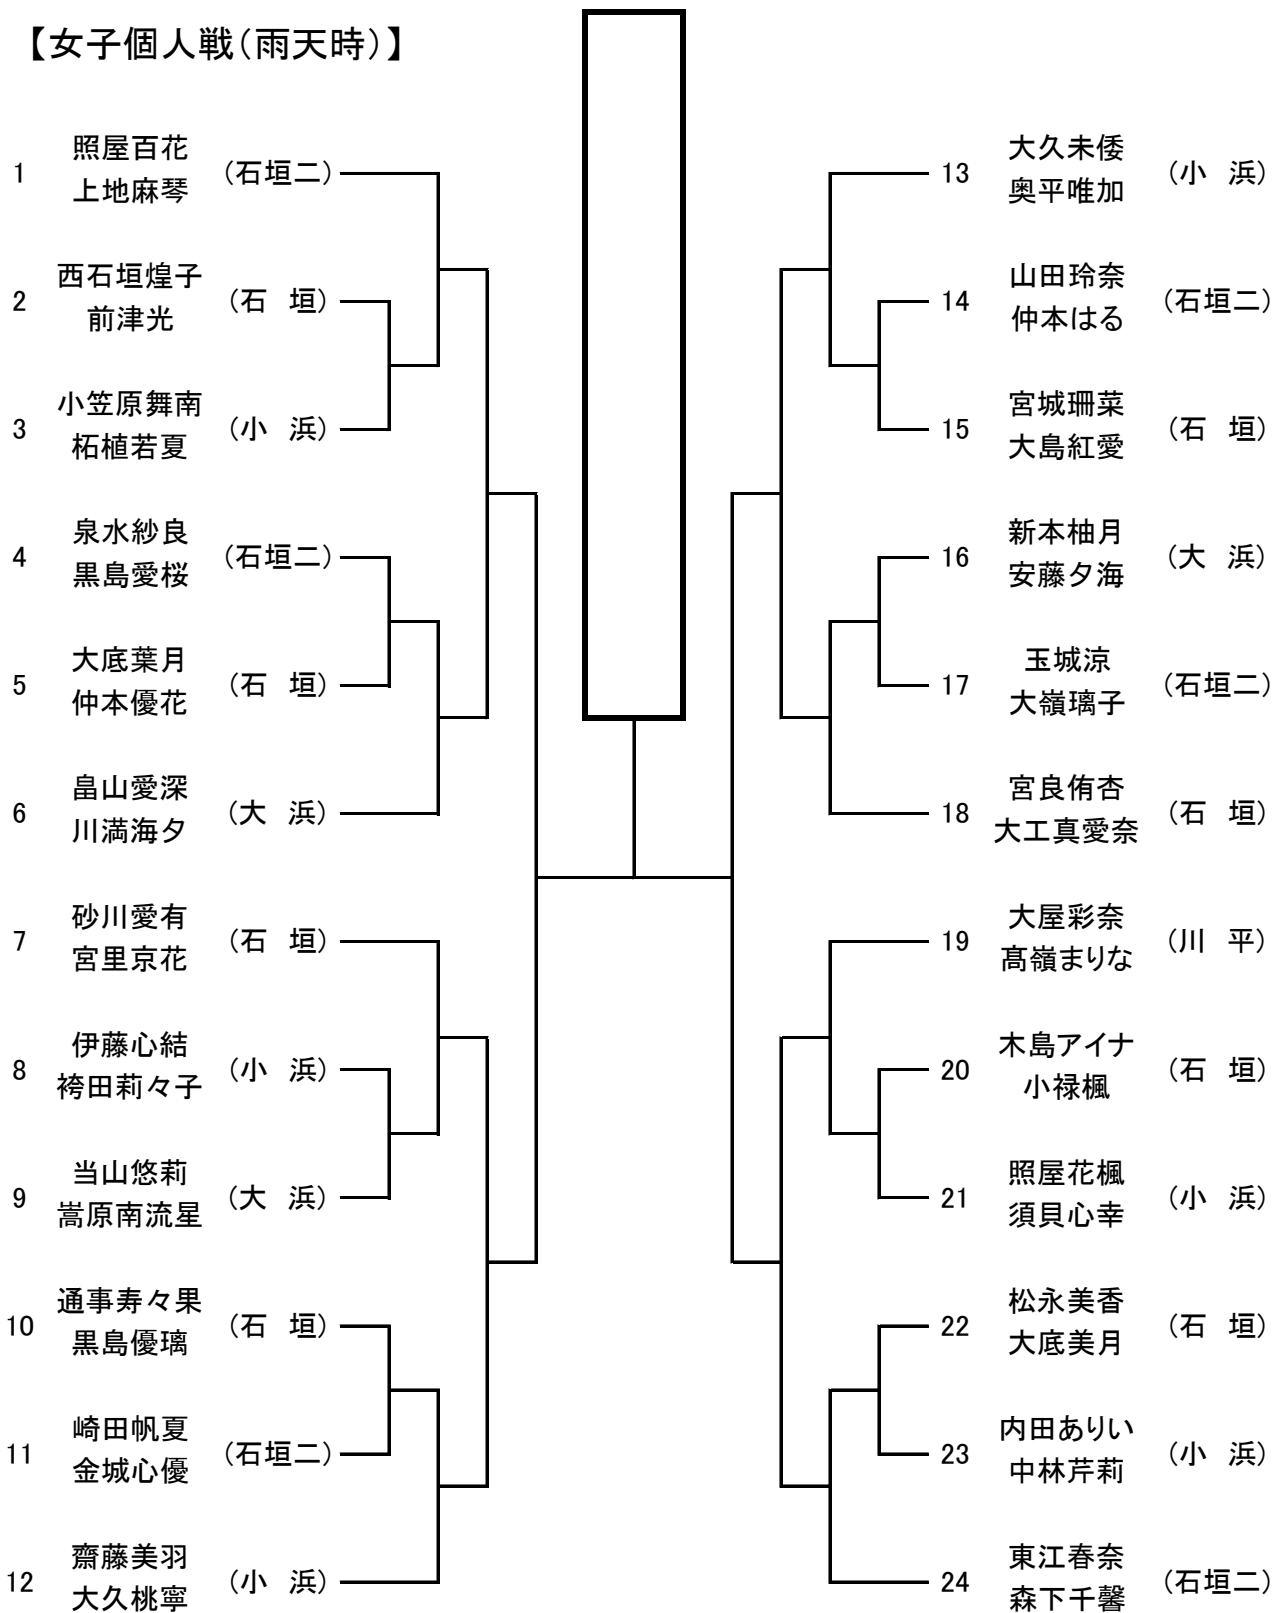 【女子個人戦(雨天時)】
1 照屋百花 上地麻琴 (石垣二)
2 西石垣煌子 前津光 (石 垣)
3 小笠原舞南 柘植若夏 (小 浜)
4 泉水紗良 黒島愛桜 (石垣二)
5 大底葉月 仲本優花 (石 垣)
6 畠山愛深 川満海夕 (大 浜)
7 砂川愛有 宮里京花 (石 垣)
8 伊藤心結 袴田莉々子 (小 浜)
9 当山悠莉 嵩原南流星 (大 浜)
10 通事寿々果 黒島優璃 (石 垣)
11 崎田帆夏 金城心優 (石垣二)
12 齋藤美羽 大久桃寧 (小 浜)
13 大久未倭 奥平唯加 (小 浜)
14 山田玲奈 仲本はる (石垣二)
15 宮城珊菜 大島紅愛 (石 垣)
16 新本柚月 安藤夕海 (大 浜)
17 玉城涼 大嶺璃子 (石垣二)
18 宮良侑杏 大工真愛奈 (石 垣)
19 大屋彩奈 髙嶺まりな (川 平)
20 木島アイナ 小禄楓 (石 垣)
21 照屋花楓 須貝心幸 (小 浜)
22 松永美香 大底美月 (石 垣)
23 内田ありい 中林芹莉 (小 浜)
24 東江春奈 森下千馨 (石垣二)